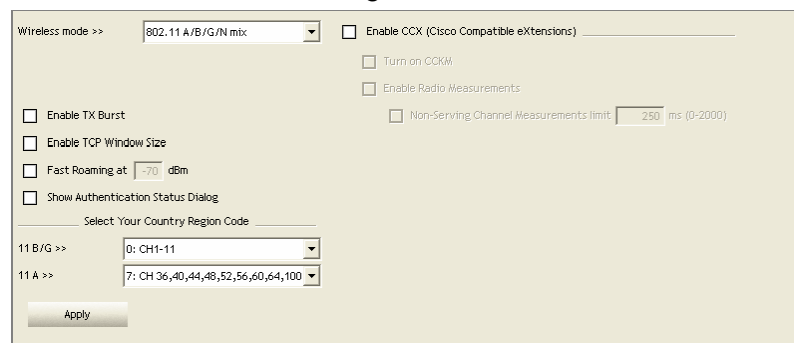 Wireless mode >> 802.11 A/B/G/N mix
Enable CCX (Cisco Compatible eXtensions)
Turn on CCKM
Enable Radio Measurements
Non-Serving Channel Measurements limit 250 ms (0-2000)
Enable TX Burst
Enable TCP Window Size
Fast Roaming at -70 dBm
Show Authentication Status Dialog
Select Your Country Region Code
11 B/G >> 0: CH1-11
11 A >> 7: CH 36,40,44,48,52,56,60,64,100
Apply